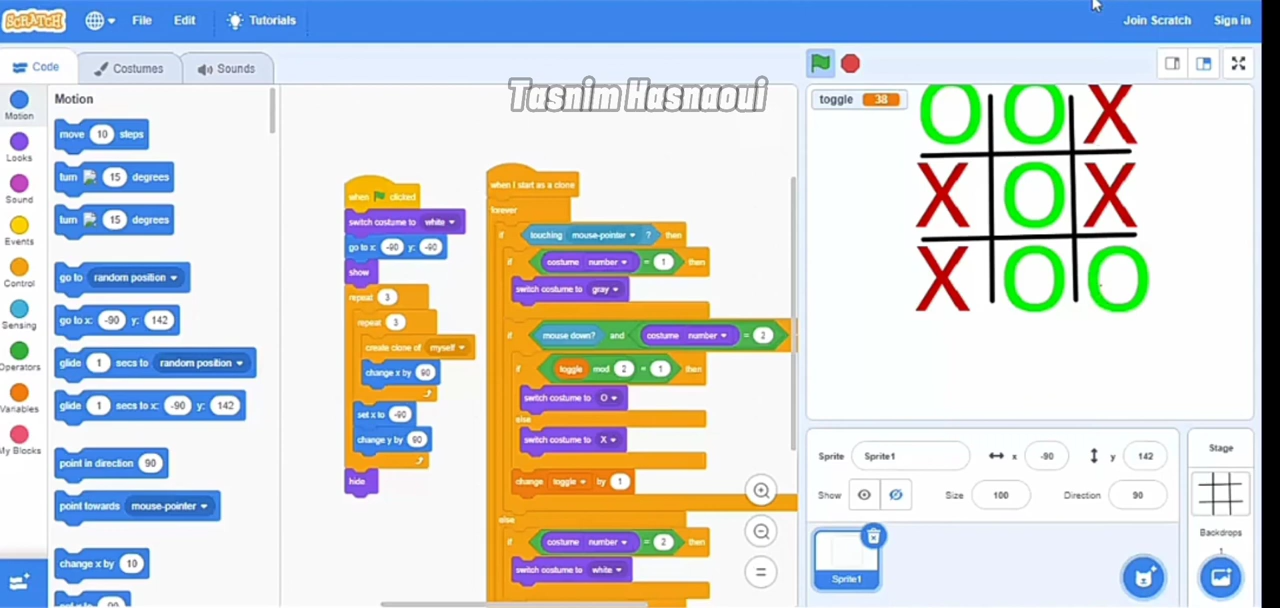 SCRATCH File Edit Tutorials Join Scratch Sign in
Code Costumes Sounds
Tasnim Hasnaoui
Motion
Looks
Sound
Events
Control
Sensing
Operators
Variables
My Blocks
Motion
move 10 steps
turn 15 degrees
turn 15 degrees
go to random position
go to x: -90 y: 142
glide 1 secs to random position
glide 1 secs to x: -90 y: 142
point in direction 90
point towards mouse-pointer
change x by 10
when clicked
switch costume to white
go to x: -90 y: -90
show
repeat 3
repeat 3
create clone of myself
change x by 90
set x to -90
change y by 90
hide
when I start as a clone
forever
if touching mouse-pointer ? then
if costume number = 1 then
switch costume to gray
if mouse down? and costume number = 2
if toggle mod 2 = 1 then
switch costume to O
else
switch costume to X
change toggle by 1
else
if costume number = 2 then
switch costume to white
toggle 38
O O X
X O X
X O O
Sprite Sprite1 x -90 y 142
Show Size 100 Direction 90
Sprite1
Stage
Backdrops
1